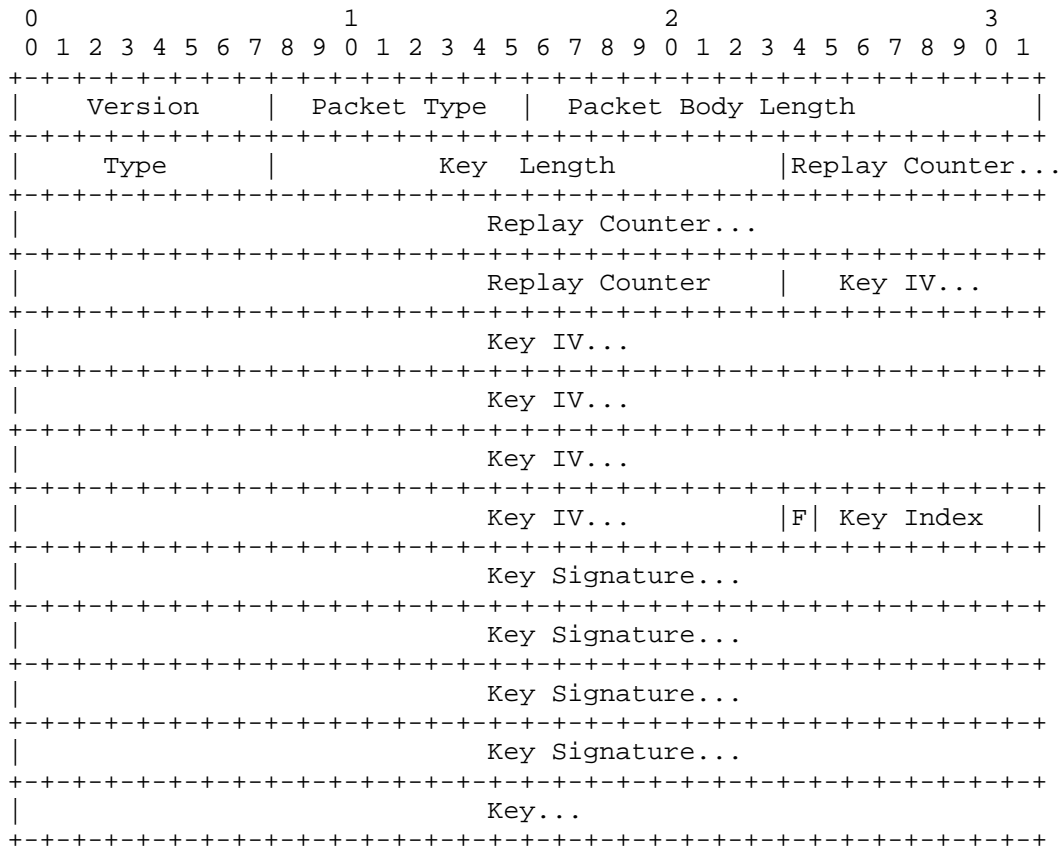 0                   1                   2                   3
 0 1 2 3 4 5 6 7 8 9 0 1 2 3 4 5 6 7 8 9 0 1 2 3 4 5 6 7 8 9 0 1
+-+-+-+-+-+-+-+-+-+-+-+-+-+-+-+-+-+-+-+-+-+-+-+-+-+-+-+-+-+-+-+-+
|    Version    |  Packet Type  |  Packet Body Length           |
+-+-+-+-+-+-+-+-+-+-+-+-+-+-+-+-+-+-+-+-+-+-+-+-+-+-+-+-+-+-+-+-+
|     Type      |          Key  Length          |Replay Counter...
+-+-+-+-+-+-+-+-+-+-+-+-+-+-+-+-+-+-+-+-+-+-+-+-+-+-+-+-+-+-+-+-+
|                             Replay Counter...
+-+-+-+-+-+-+-+-+-+-+-+-+-+-+-+-+-+-+-+-+-+-+-+-+-+-+-+-+-+-+-+-+
|                             Replay Counter    |   Key IV...
+-+-+-+-+-+-+-+-+-+-+-+-+-+-+-+-+-+-+-+-+-+-+-+-+-+-+-+-+-+-+-+-+
|                             Key IV...
+-+-+-+-+-+-+-+-+-+-+-+-+-+-+-+-+-+-+-+-+-+-+-+-+-+-+-+-+-+-+-+-+
|                             Key IV...
+-+-+-+-+-+-+-+-+-+-+-+-+-+-+-+-+-+-+-+-+-+-+-+-+-+-+-+-+-+-+-+-+
|                             Key IV...
+-+-+-+-+-+-+-+-+-+-+-+-+-+-+-+-+-+-+-+-+-+-+-+-+-+-+-+-+-+-+-+-+
|                             Key IV...         |F| Key Index   |
+-+-+-+-+-+-+-+-+-+-+-+-+-+-+-+-+-+-+-+-+-+-+-+-+-+-+-+-+-+-+-+-+
|                             Key Signature...
+-+-+-+-+-+-+-+-+-+-+-+-+-+-+-+-+-+-+-+-+-+-+-+-+-+-+-+-+-+-+-+-+
|                             Key Signature...
+-+-+-+-+-+-+-+-+-+-+-+-+-+-+-+-+-+-+-+-+-+-+-+-+-+-+-+-+-+-+-+-+
|                             Key Signature...
+-+-+-+-+-+-+-+-+-+-+-+-+-+-+-+-+-+-+-+-+-+-+-+-+-+-+-+-+-+-+-+-+
|                             Key Signature...
+-+-+-+-+-+-+-+-+-+-+-+-+-+-+-+-+-+-+-+-+-+-+-+-+-+-+-+-+-+-+-+-+
|                             Key...
+-+-+-+-+-+-+-+-+-+-+-+-+-+-+-+-+-+-+-+-+-+-+-+-+-+-+-+-+-+-+-+-+